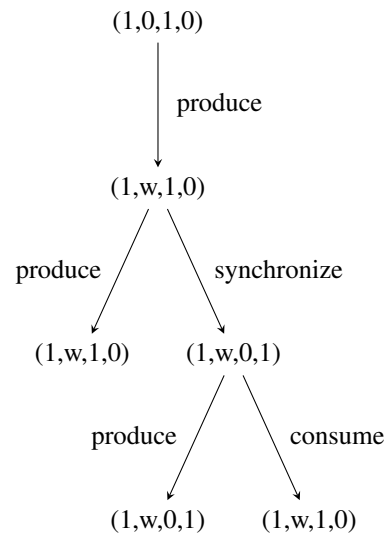 (1,0,1,0)
produce
(1,w,1,0)
produce
synchronize
(1,w,1,0)
(1,w,0,1)
produce
consume
(1,w,0,1)
(1,w,1,0)